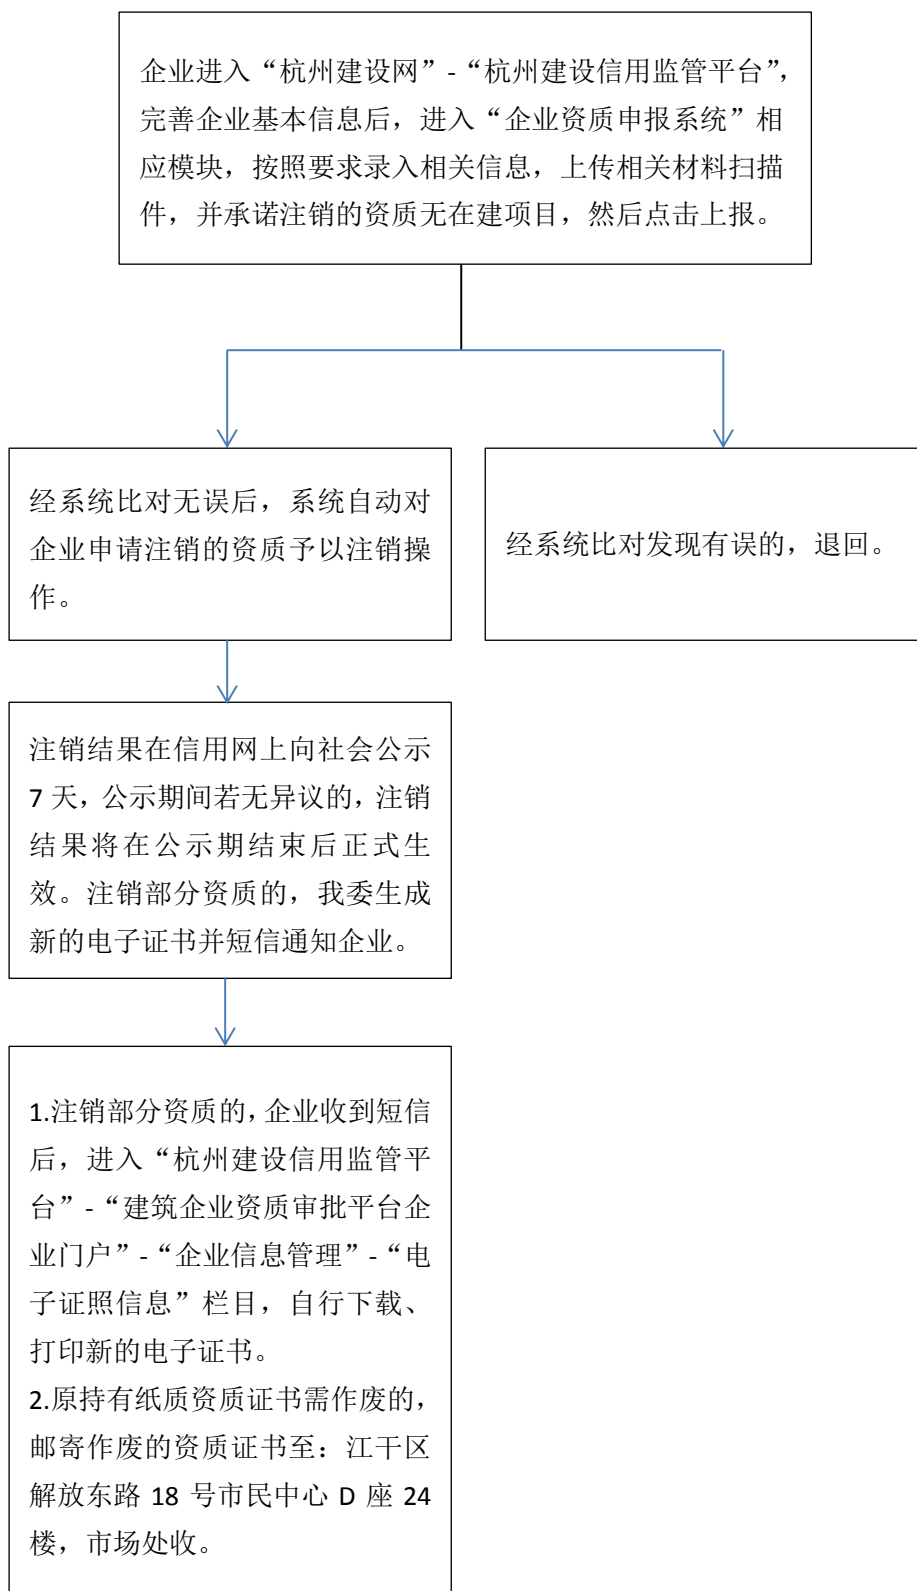 企业进入“杭州建设网”-“杭州建设信用监管平台”,
完善企业基本信息后，进入“企业资质申报系统”相
应模块，按照要求录入相关信息，上传相关材料扫描
件，并承诺注销的资质无在建项目，然后点击上报。
经系统比对无误后，系统自动对
企业申请注销的资质予以注销操
作。
经系统比对发现有误的，退回。
注销结果在信用网上向社会公示
7 天，公示期间若无异议的，注销
结果将在公示期结束后正式生
效。注销部分资质的，我委生成
新的电子证书并短信通知企业。
1.注销部分资质的，企业收到短信
后，进入“杭州建设信用监管平
台”-“建筑企业资质审批平台企
业门户”-“企业信息管理”-“电
子证照信息”栏目，自行下载、
打印新的电子证书。
2.原持有纸质资质证书需作废的，
邮寄作废的资质证书至：江干区
解放东路 18 号市民中心 D 座 24
楼，市场处收。